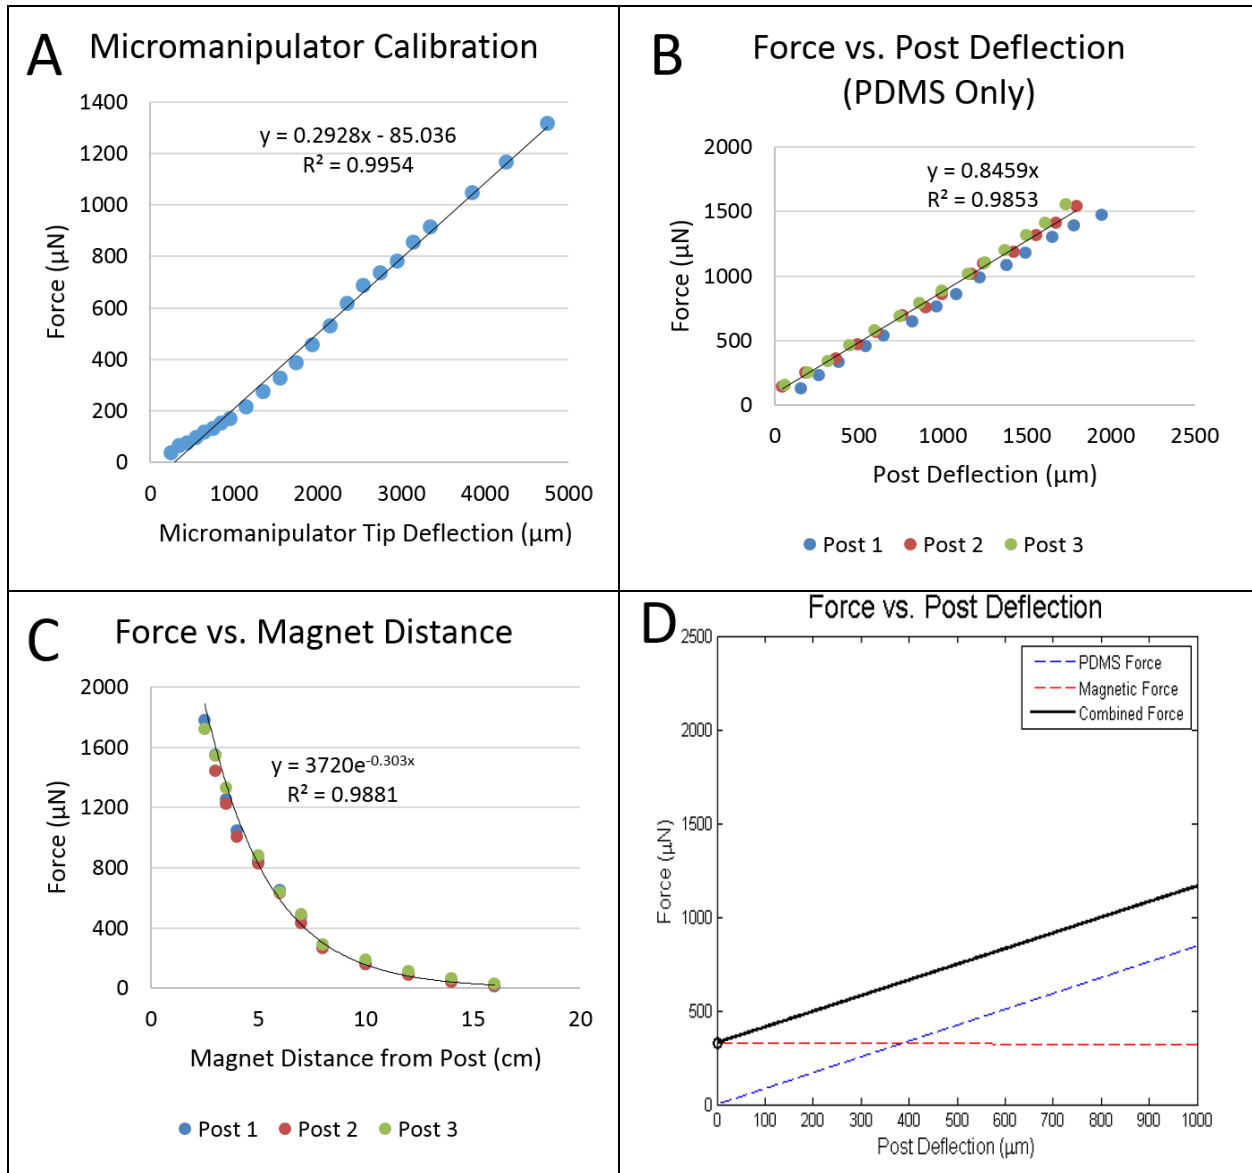 A
Micromanipulator Calibration
1400
1200
1000
800
600
400
200
0
Force (µN)
y = 0.2928x - 85.036
R² = 0.9954
0 1000 2000 3000 4000 5000
Micromanipulator Tip Deflection (µm)
B
Force vs. Post Deflection
(PDMS Only)
2000
1500
1000
500
0
Force (µN)
y = 0.8459x
R² = 0.9853
0 500 1000 1500 2000 2500
Post Deflection (µm)
Post 1 Post 2 Post 3
C
Force vs. Magnet Distance
2000
1600
1200
800
400
0
Force (µN)
y = 3720e^-0.303x
R² = 0.9881
0 5 10 15 20
Magnet Distance from Post (cm)
Post 1 Post 2 Post 3
D
Force vs. Post Deflection
2500
2000
1500
1000
500
0
Force (µN)
PDMS Force
Magnetic Force
Combined Force
0 100 200 300 400 500 600 700 800 900 1000
Post Deflection (µm)